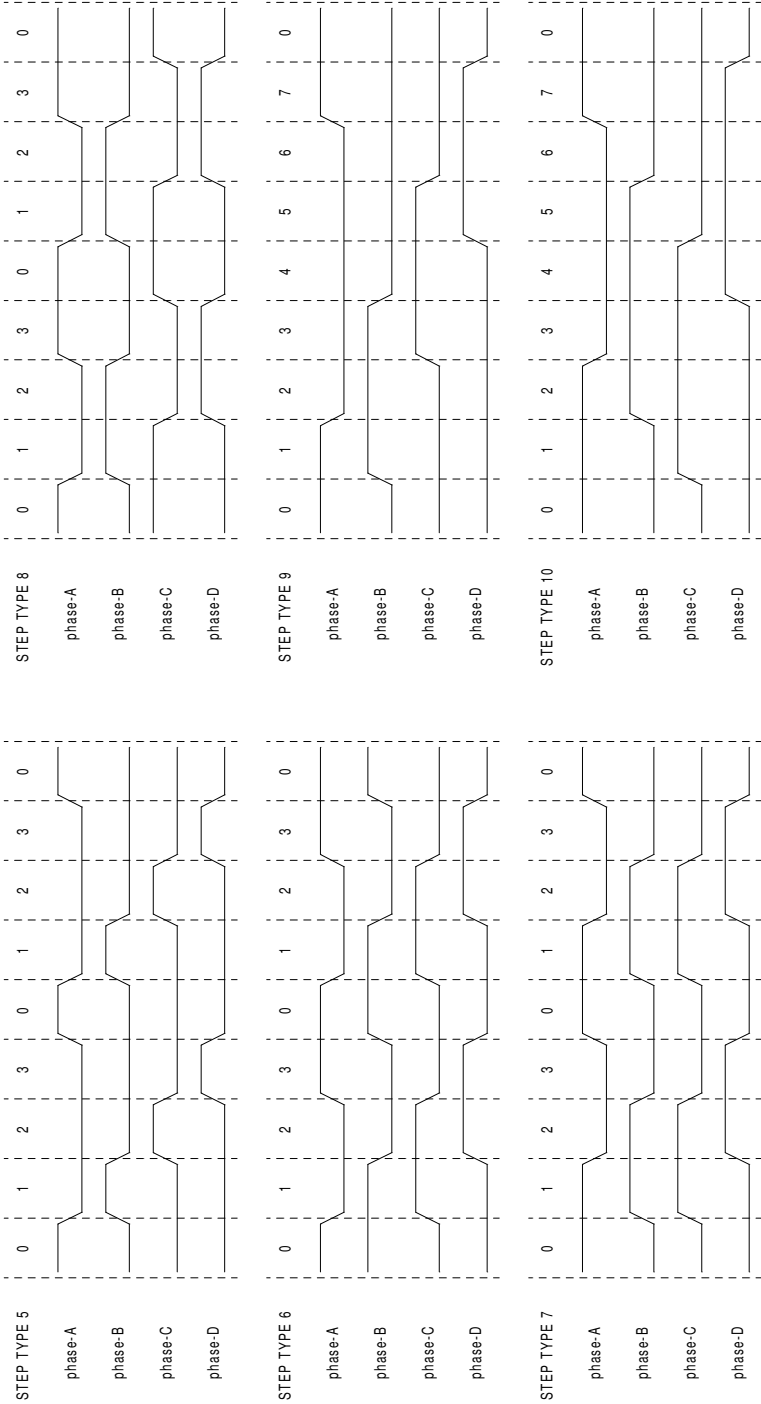 STEP TYPE 5
0 1 2 3 0 1 2 3 0
phase-A
phase-B
phase-C
phase-D
STEP TYPE 6
0 1 2 3 0 1 2 3 0
phase-A
phase-B
phase-C
phase-D
STEP TYPE 7
0 1 2 3 0 1 2 3 0
phase-A
phase-B
phase-C
phase-D
STEP TYPE 8
0 1 2 3 0 1 2 3 0
phase-A
phase-B
phase-C
phase-D
STEP TYPE 9
0 1 2 3 4 5 6 7 0
phase-A
phase-B
phase-C
phase-D
STEP TYPE 10
0 1 2 3 4 5 6 7 0
phase-A
phase-B
phase-C
phase-D